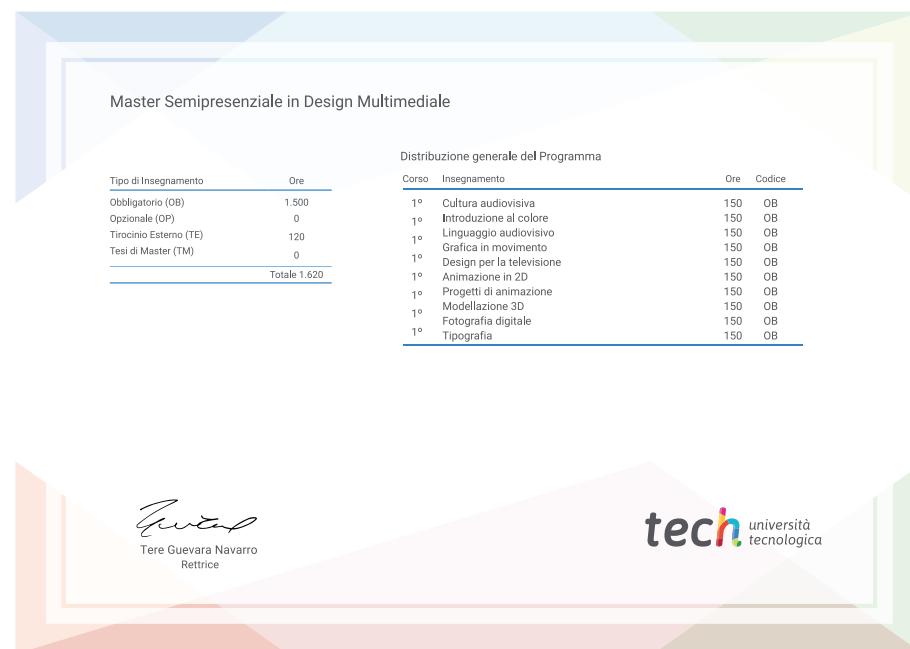 Master Semipresenziale in Design Multimediale
Tipo di Insegnamento Ore
Obbligatorio (OB) 1.500
Opzionale (OP) 0
Tirocinio Esterno (TE) 120
Tesi di Master (TM) 0
Totale 1.620
Distribuzione generale del Programma
Corso Insegnamento Ore Codice
1º Cultura audiovisiva 150 OB
1º Introduzione al colore 150 OB
1º Linguaggio audiovisivo 150 OB
1º Grafica in movimento 150 OB
Design per la televisione 150 OB
1º Animazione in 2D 150 OB
1º Progetti di animazione 150 OB
1º Modellazione 3D 150 OB
Fotografia digitale 150 OB
1º Tipografia 150 OB
Tere Guevara Navarro
Rettrice
tech università
tecnologica